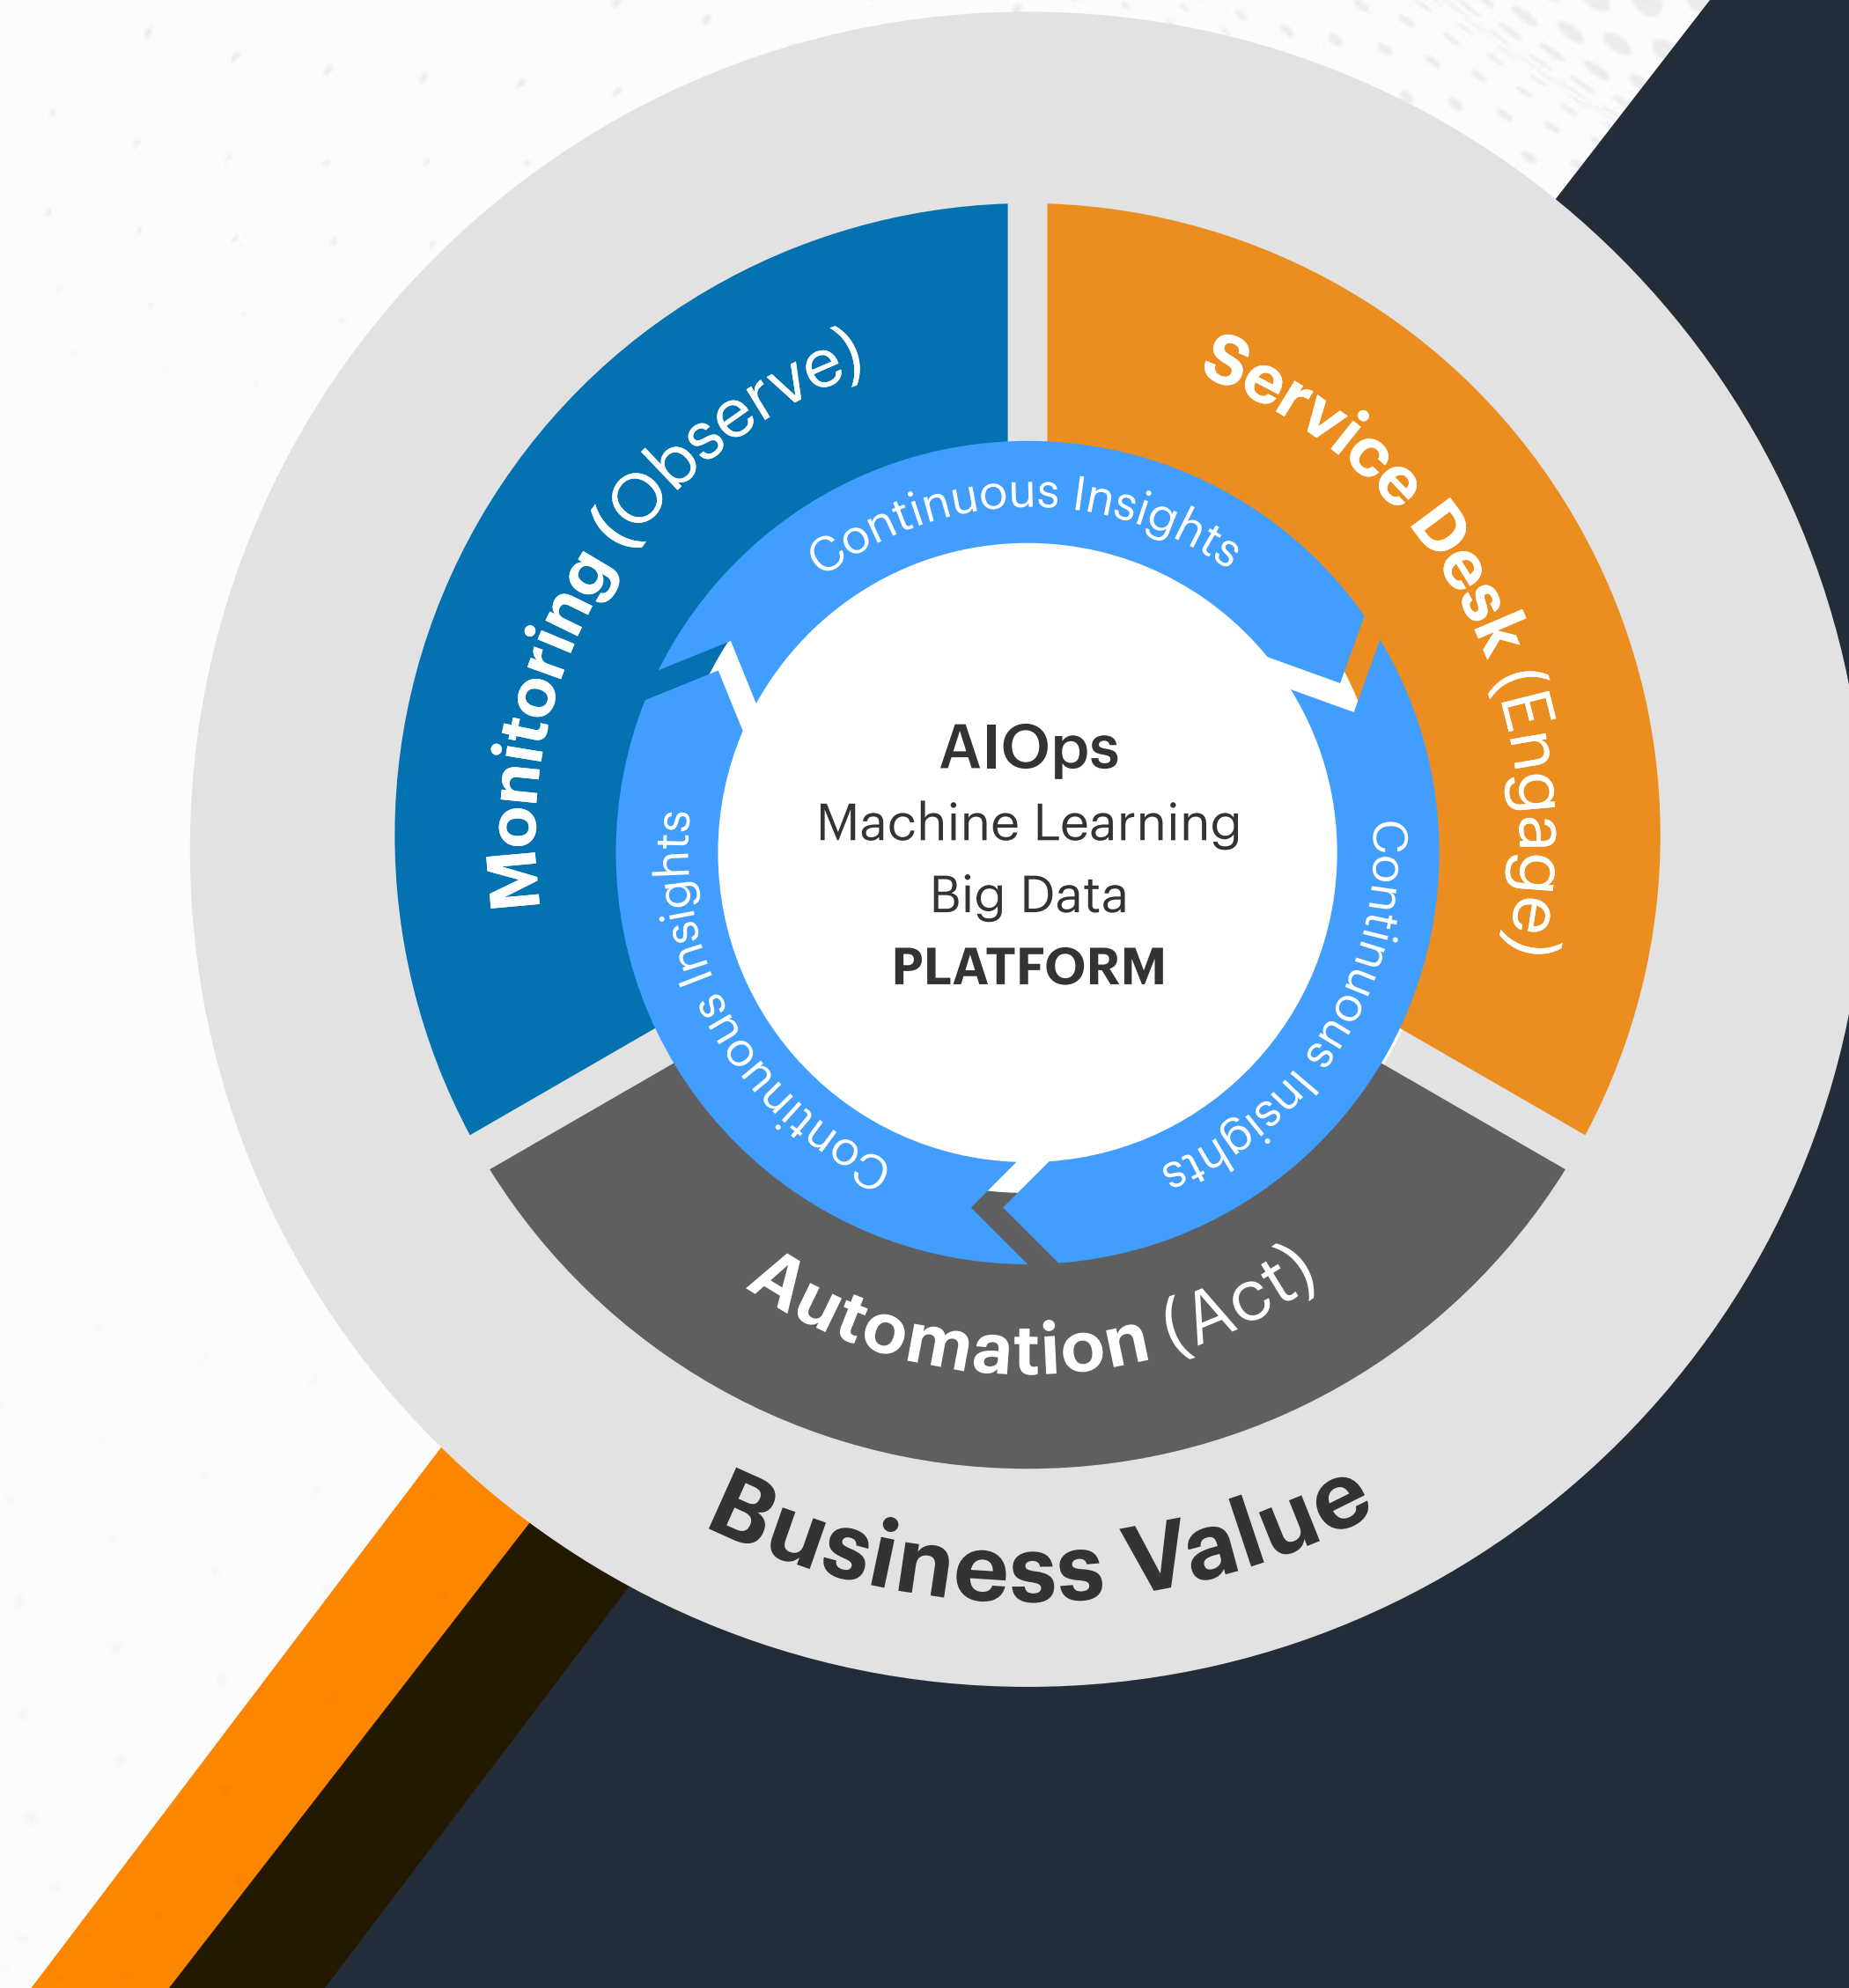 Monitoring (Observe)
Service Desk (Engage)
Continuous Insights
Continuous Insights
Continuous Insights
AIOps
Machine Learning
Big Data
PLATFORM
Automation (Act)
Business Value